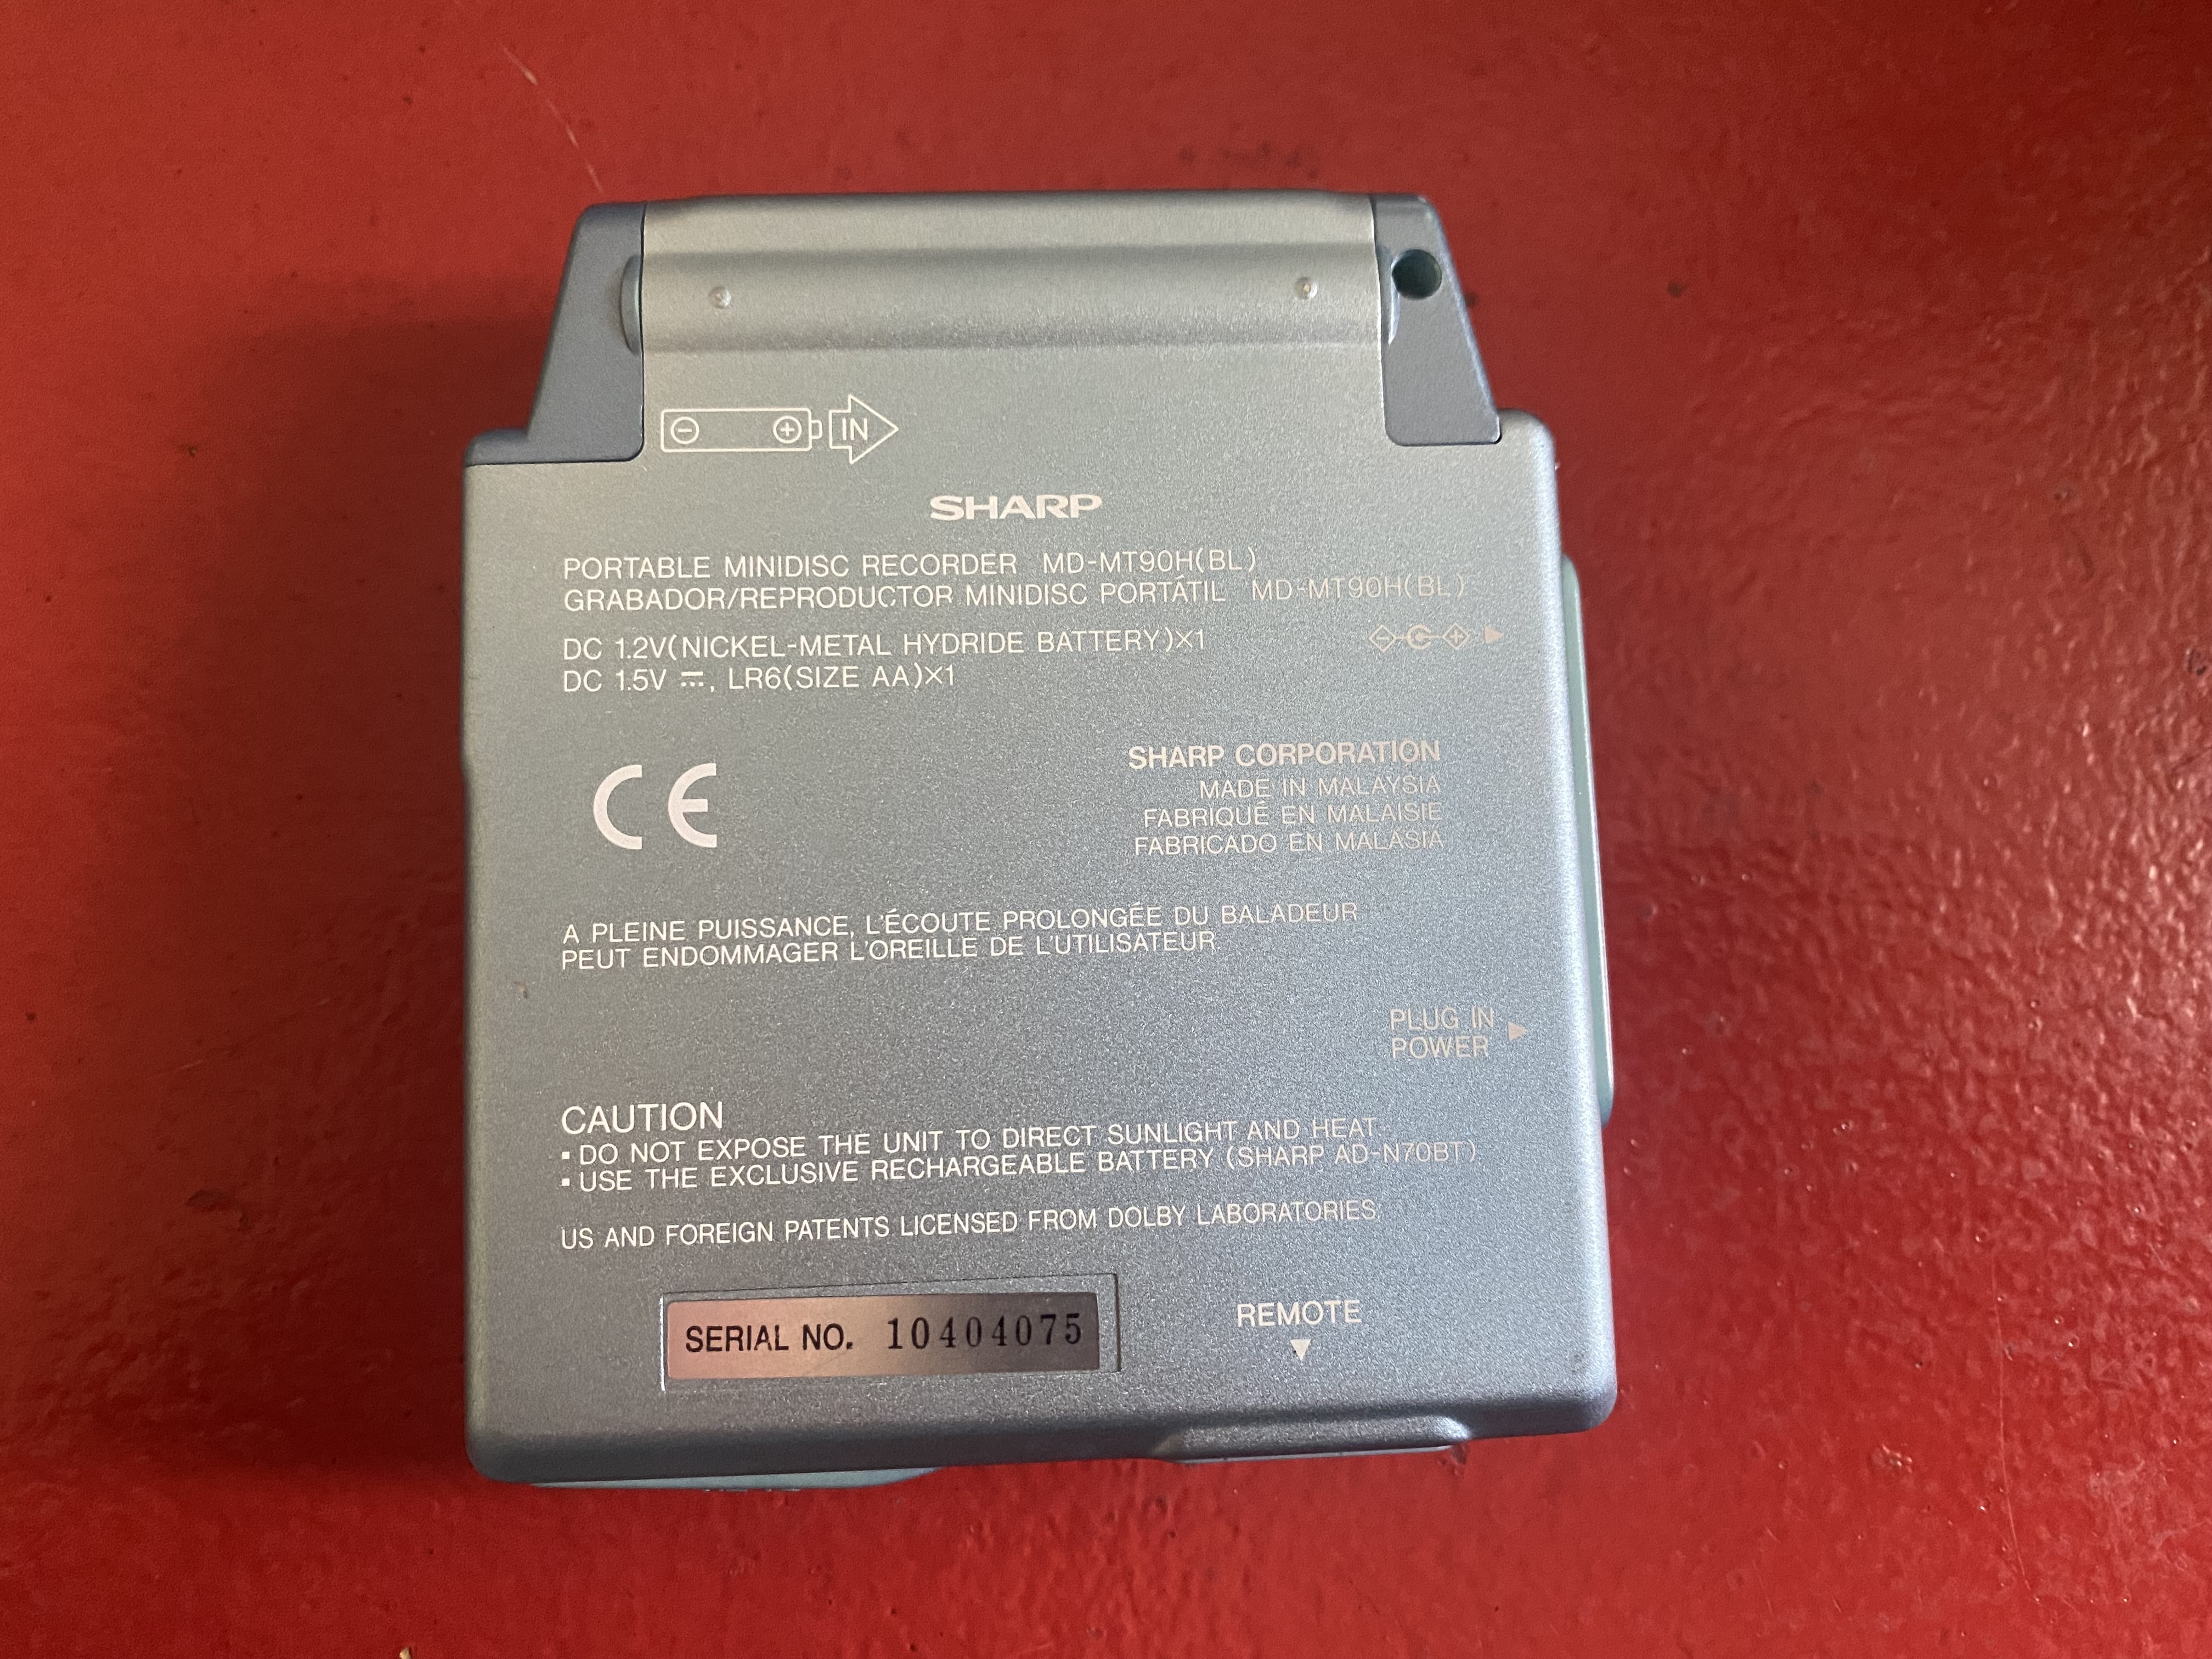 IN
SHARP
PORTABLE MINIDISC RECORDER MD-MT90H(BL)
GRABADOR/REPRODUCTOR MINIDISC PORTÁTIL MD-MT90H(BL)
DC 1.2V(NICKEL-METAL HYDRIDE BATTERY)X1
DC 1.5V ⎓, LR6(SIZE AA)X1
CE
SHARP CORPORATION
MADE IN MALAYSIA
FABRIQUÉ EN MALAISIE
FABRICADO EN MALASIA
A PLEINE PUISSANCE, L'ÉCOUTE PROLONGÉE DU BALADEUR
PEUT ENDOMMAGER L'OREILLE DE L'UTILISATEUR.
PLUG IN
POWER
CAUTION
▪ DO NOT EXPOSE THE UNIT TO DIRECT SUNLIGHT AND HEAT.
▪ USE THE EXCLUSIVE RECHARGEABLE BATTERY (SHARP AD-N70BT).
US AND FOREIGN PATENTS LICENSED FROM DOLBY LABORATORIES.
SERIAL NO. 10404075
REMOTE